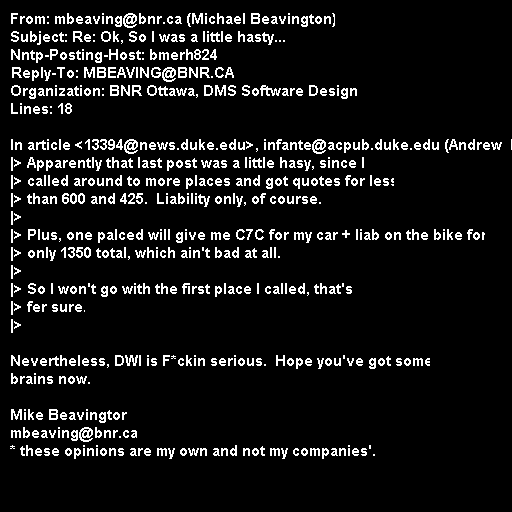 From: mbeaving@bnr.ca (Michael Beavington)
Subject: Re: Ok, So I was a little hasty...
Nntp-Posting-Host: bmerh824
Reply-To: MBEAVING@BNR.CA
Organization: BNR Ottawa, DMS Software Design
Lines: 18

In article <13394@news.duke.edu>, infante@acpub.duke.edu (Andrew
|> Apparently that last post was a little hasy, since I
|> called around to more places and got quotes for less
|> than 600 and 425.  Liability only, of course.
|>
|> Plus, one palced will give me C7C for my car + liab on the bike for
|> only 1350 total, which ain't bad at all.
|>
|> So I won't go with the first place I called, that's
|> fer sure.
|>

Nevertheless, DWI is F*ckin serious.  Hope you've got some
brains now.

Mike Beavingtor
mbeaving@bnr.ca
* these opinions are my own and not my companies'.